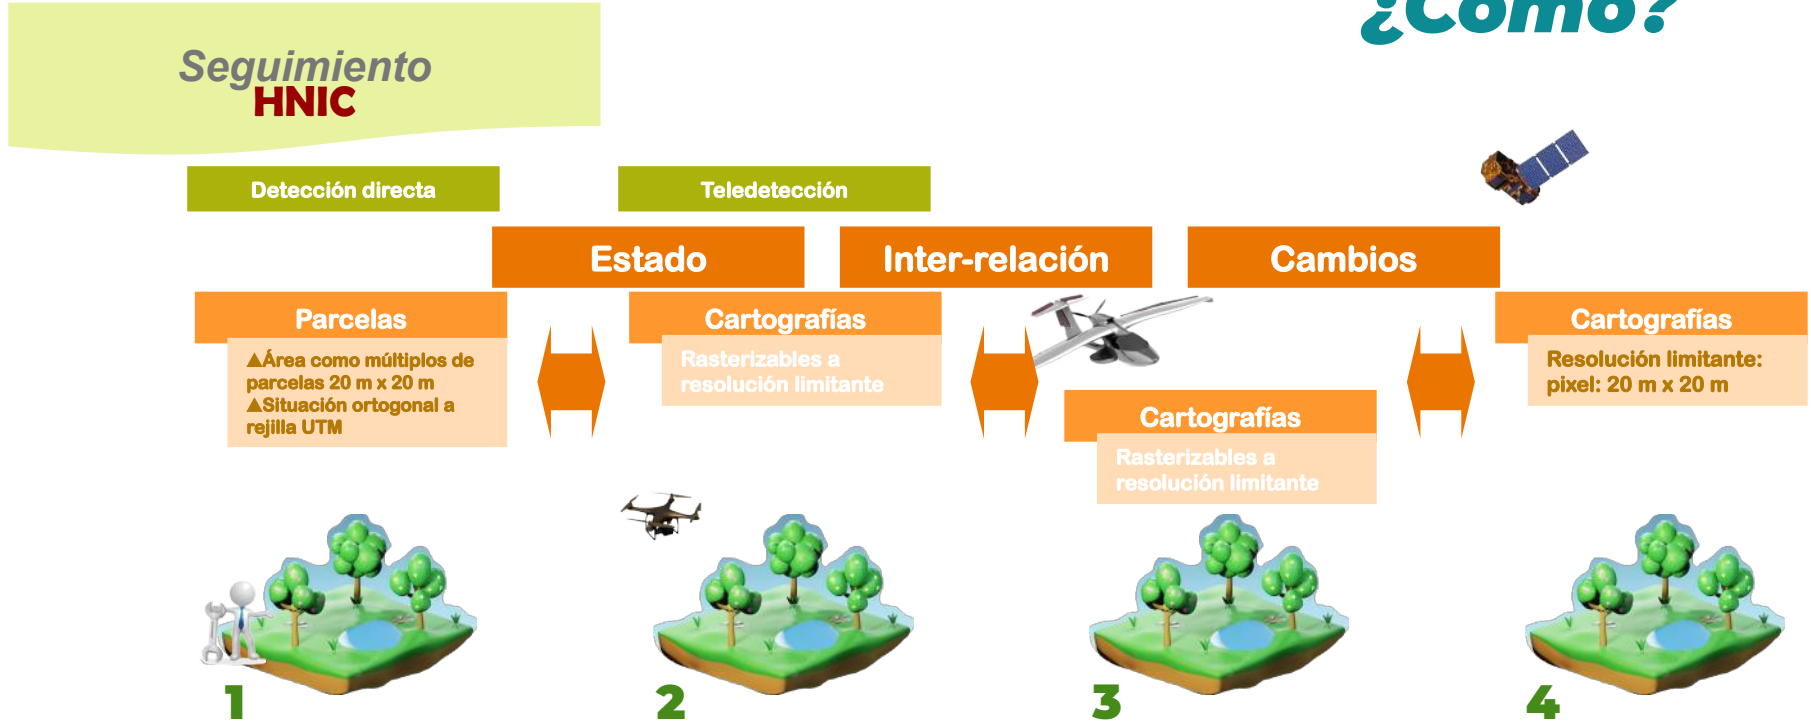 ¿Cómo?
Seguimiento
HNIC
Detección directa
Teledetección
Estado
Inter-relación
Cambios
Parcelas
▲Área como múltiplos de
parcelas 20 m x 20 m
▲Situación ortogonal a
rejilla UTM
Cartografías
Rasterizables a
resolución limitante
Cartografías
Rasterizables a
resolución limitante
Cartografías
Resolución limitante:
pixel: 20 m x 20 m
1
2
3
4